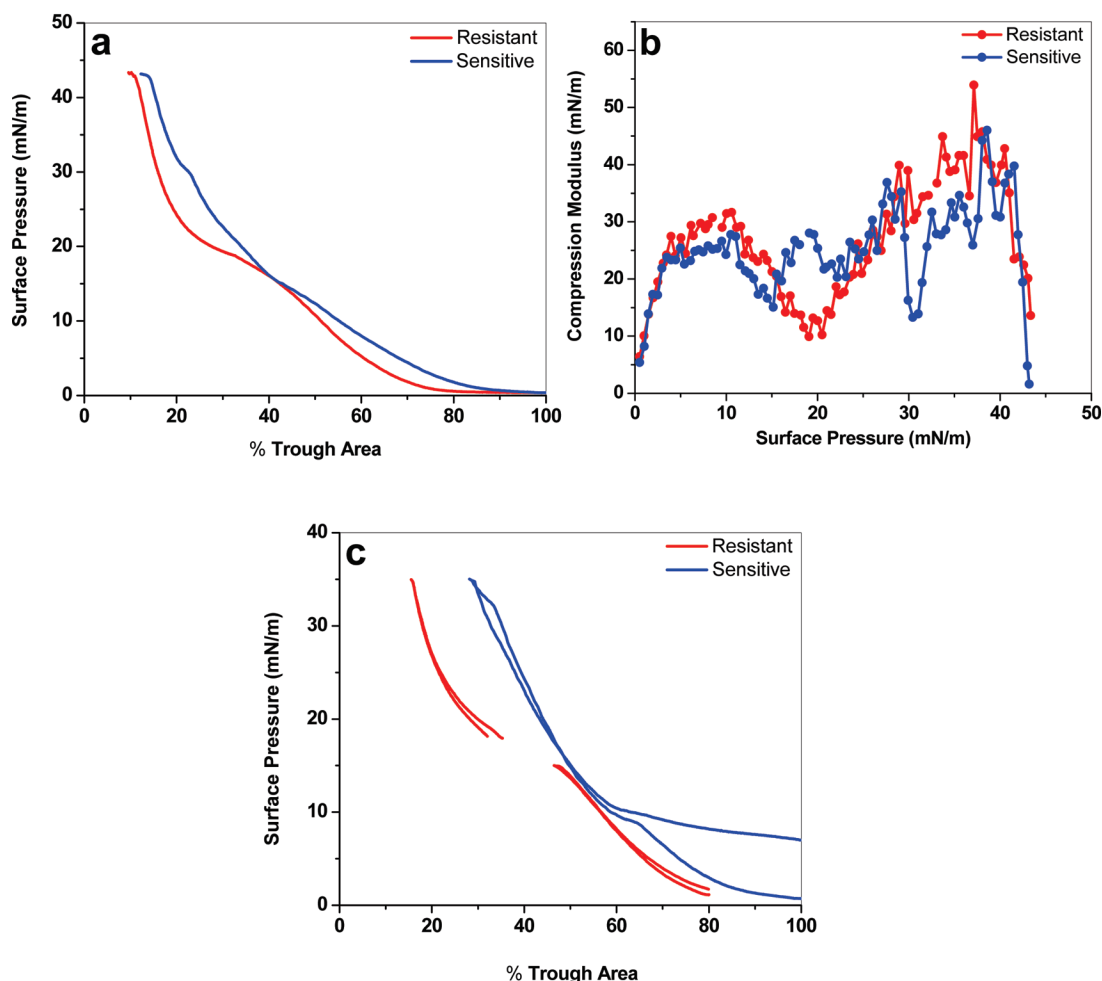 a
Resistant
Sensitive
50
40
30
20
10
0
Surface Pressure (mN/m)
0 20 40 60 80 100
% Trough Area
b
Resistant
Sensitive
60
50
40
30
20
10
0
Compression Modulus (mN/m)
0 10 20 30 40 50
Surface Pressure (mN/m)
c
Resistant
Sensitive
40
30
20
10
0
Surface Pressure (mN/m)
0 20 40 60 80 100
% Trough Area